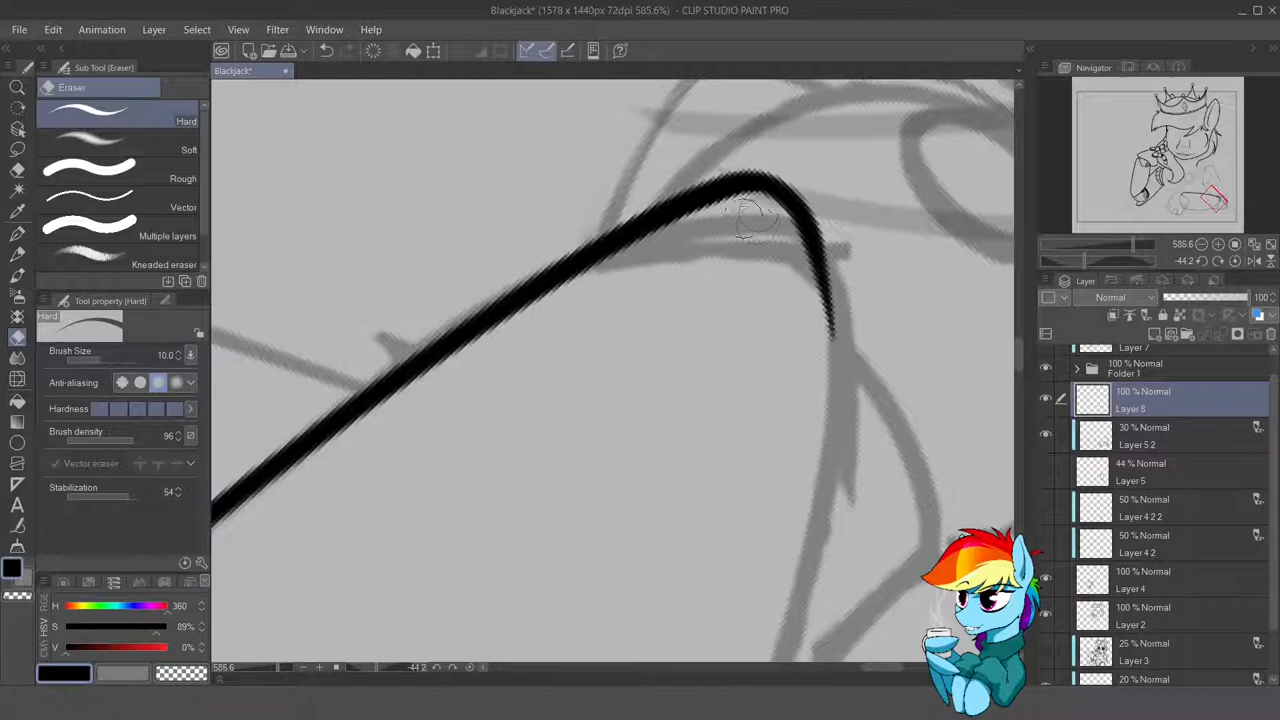 Blackjack* (1578 x 1440px 72dpi 585.6%) - CLIP STUDIO PAINT PRO
File Edit Animation Layer Select View Filter Window Help
Sub Tool [Eraser]
Blackjack*
Navigator
Eraser
Hard
Soft
Rough
Vector
Multiple layers
Kneaded eraser
Tool property [Hard]
Hard
Brush Size 10.0
Anti-aliasing
Hardness
Brush density 96
Vector eraser
Stabilization 54
H 360
S 89%
V 0%
585.6
-44.2
585.6
-44.2
Layer
Normal 100
Layer 7
100 % Normal
Folder 1
100 % Normal
Layer 8
30 % Normal
Layer 5 2
44 % Normal
Layer 5
50 % Normal
Layer 4 2 2
50 % Normal
Layer 4 2
100 % Normal
Layer 4
100 % Normal
Layer 2
25 % Normal
Layer 3
20 % Normal